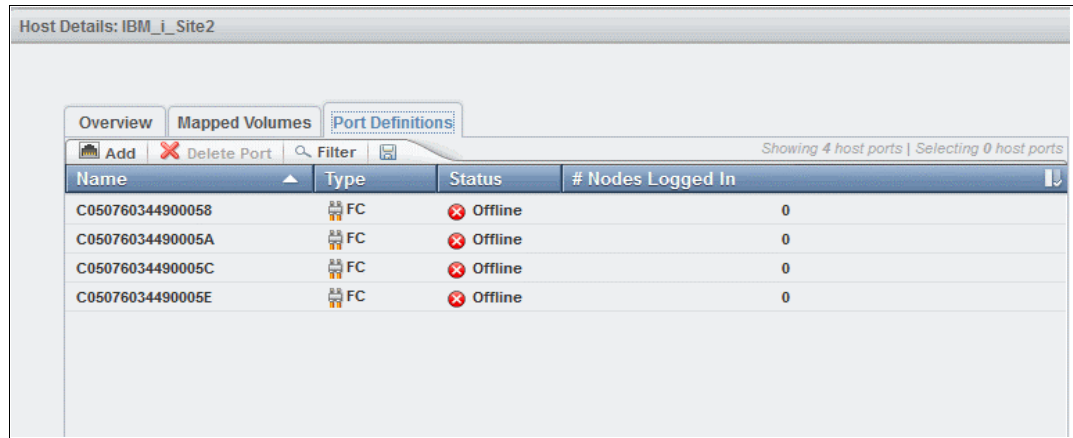 Host Details: IBM_i_Site2
Overview Mapped Volumes Port Definitions
Add Delete Port Filter Showing 4 host ports | Selecting 0 host ports
Name Type Status # Nodes Logged In
C050760344900058 FC Offline 0
C05076034490005A FC Offline 0
C05076034490005C FC Offline 0
C05076034490005E FC Offline 0